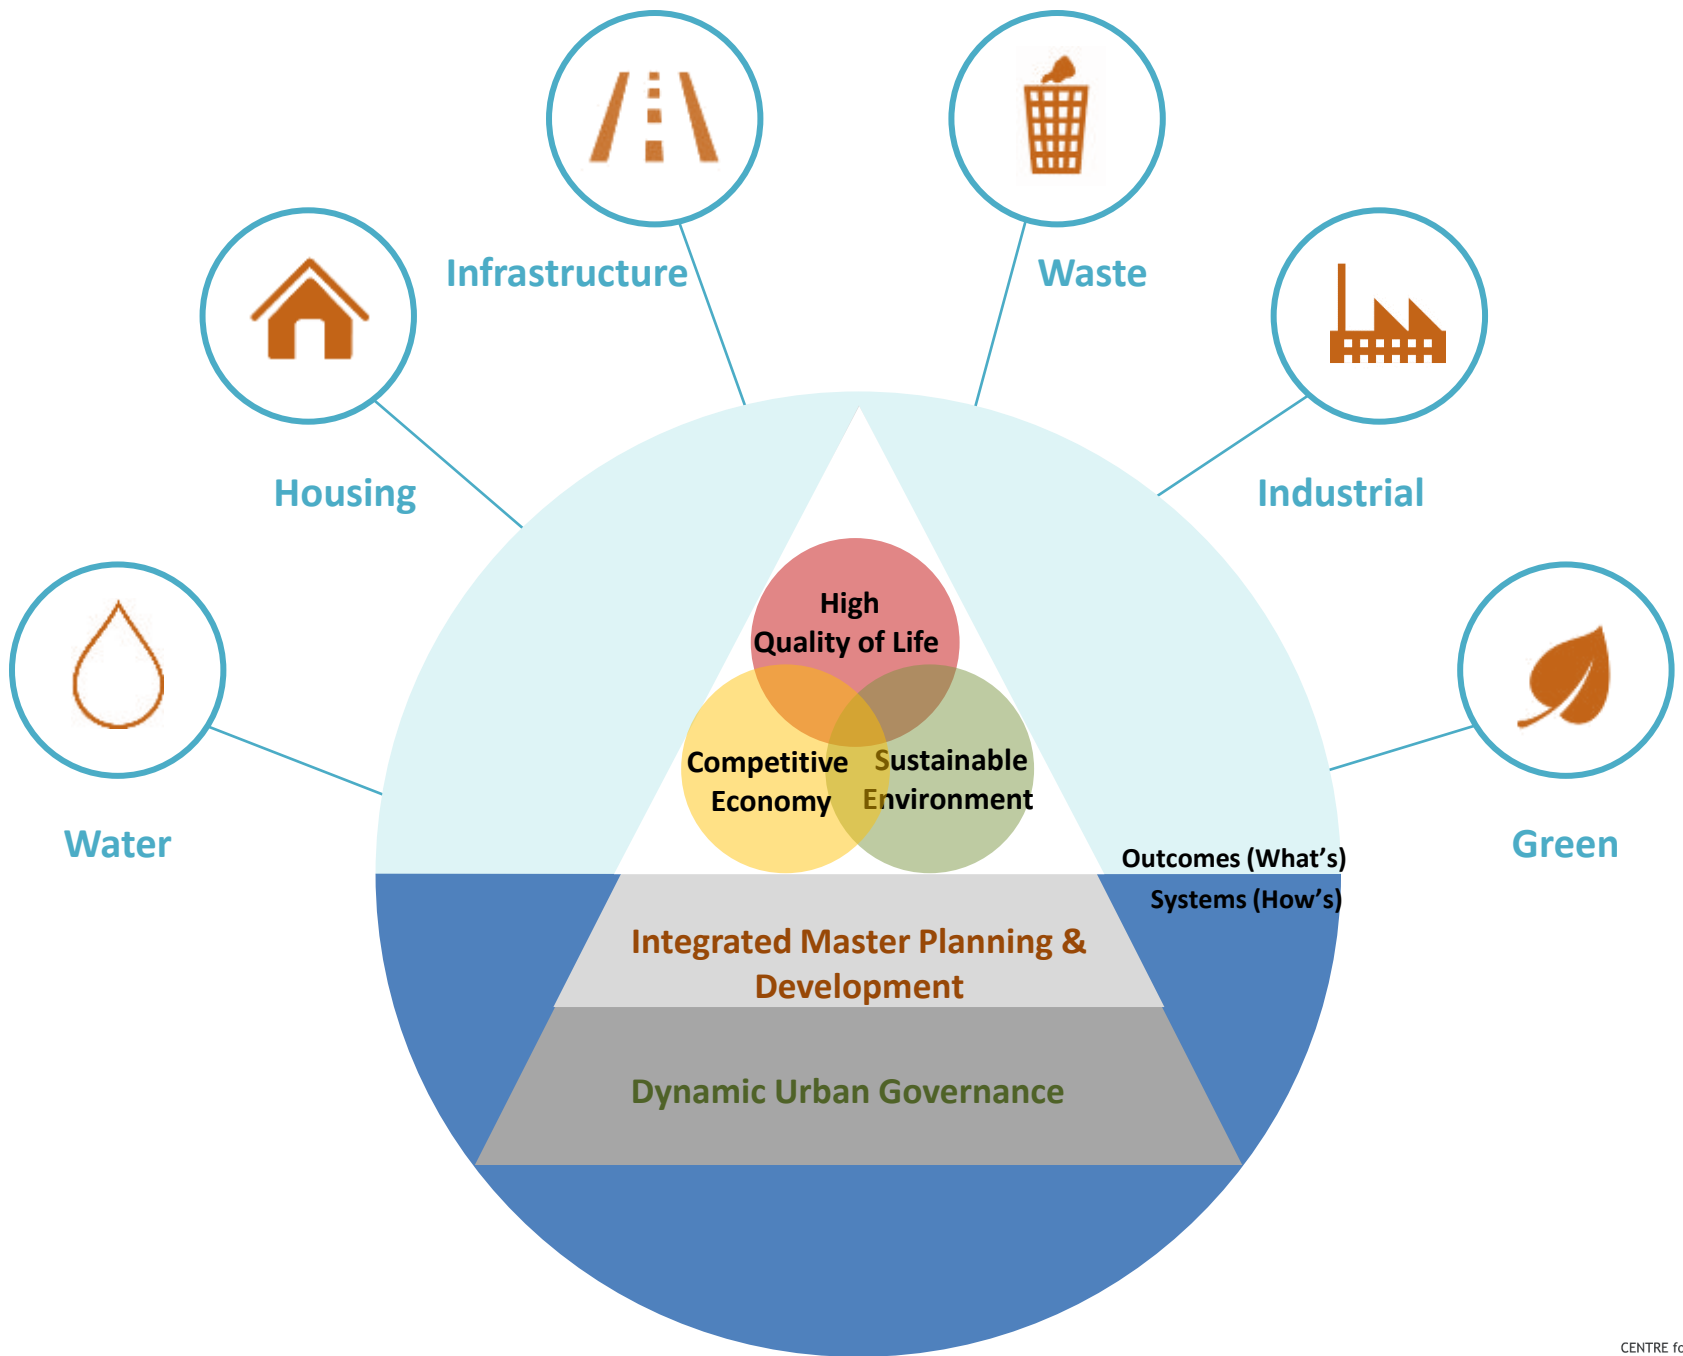 Infrastructure
Waste
Housing
Industrial
High
Quality of Life
Competitive
Economy
Sustainable
Environment
Water
Green
Outcomes (What's)
Systems (How's)
Integrated Master Planning &
Development
Dynamic Urban Governance
CENTRE